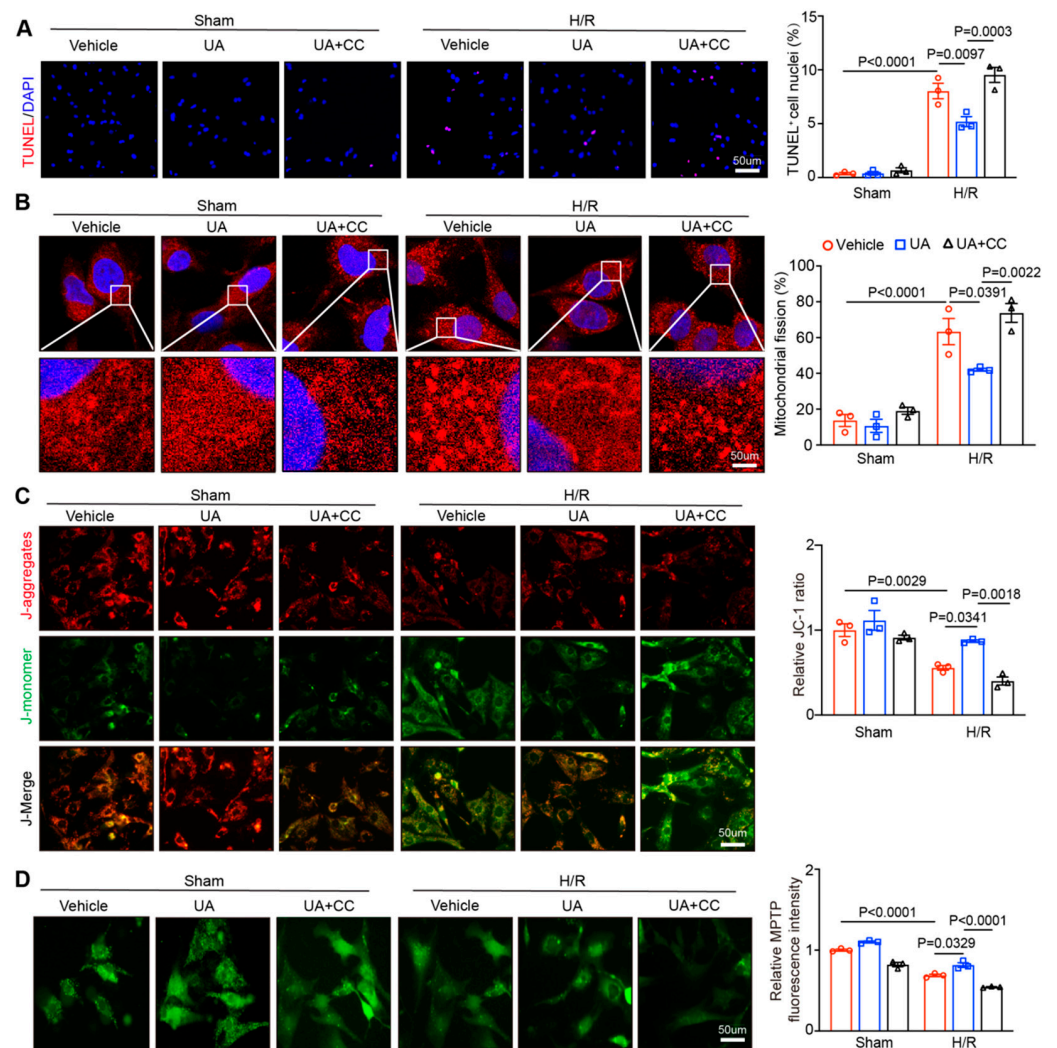 A
Sham
H/R
Vehicle UA UA+CC Vehicle UA UA+CC
TUNEL/DAPI
50um
TUNEL+ cell nuclei (%)
15
10
5
0
P<0.0001
P=0.0097
P=0.0003
Sham H/R
B
Sham
H/R
Vehicle UA UA+CC Vehicle UA UA+CC
50um
Vehicle UA UA+CC
Mitochondrial fission (%)
100
80
60
40
20
0
P<0.0001
P=0.0391
P=0.0022
Sham H/R
C
Sham
H/R
Vehicle UA UA+CC Vehicle UA UA+CC
J-aggregates
J-monomer
J-Merge
50um
Relative JC-1 ratio
2
1
0
P=0.0029
P=0.0341
P=0.0018
Sham H/R
D
Sham
H/R
Vehicle UA UA+CC Vehicle UA UA+CC
50um
Relative MPTP
fluorescence intensity
2
1
0
P<0.0001
P=0.0329
P<0.0001
Sham H/R